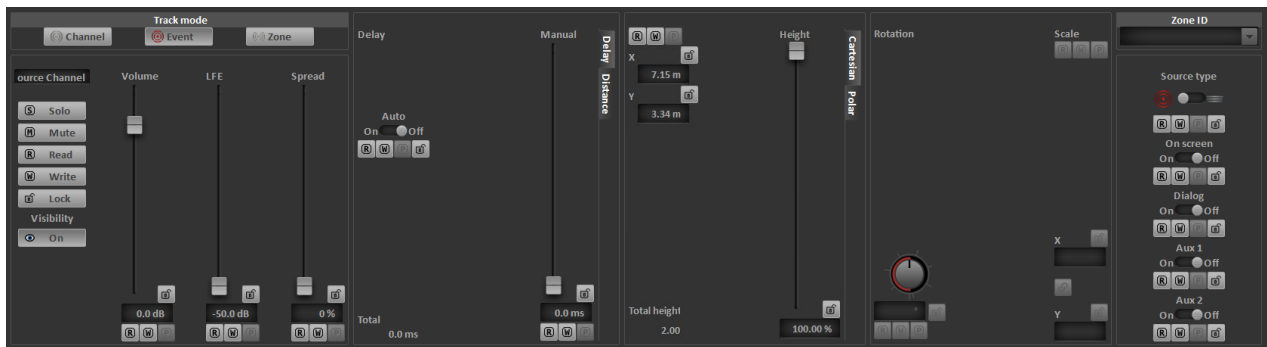 Track mode
Channel
Event
Zone
ource Channel
Volume
LFE
Spread
S Solo
M Mute
R Read
W Write
Lock
Visibility
On
0.0 dB
-50.0 dB
0 %
R W P
R W P
R W P
Delay
Manual
Delay
Distance
Auto
On Off
R W P
Total
0.0 ms
0.0 ms
R W P
R W P
X
7.15 m
Y
3.34 m
Height
Cartesian
Polar
Total height
2.00
100.00 %
Rotation
°
R W P
Scale
R W P
X
Y
Zone ID
Source type
R W P
On screen
On Off
R W P
Dialog
On Off
R W P
Aux 1
On Off
R W P
Aux 2
On Off
R W P